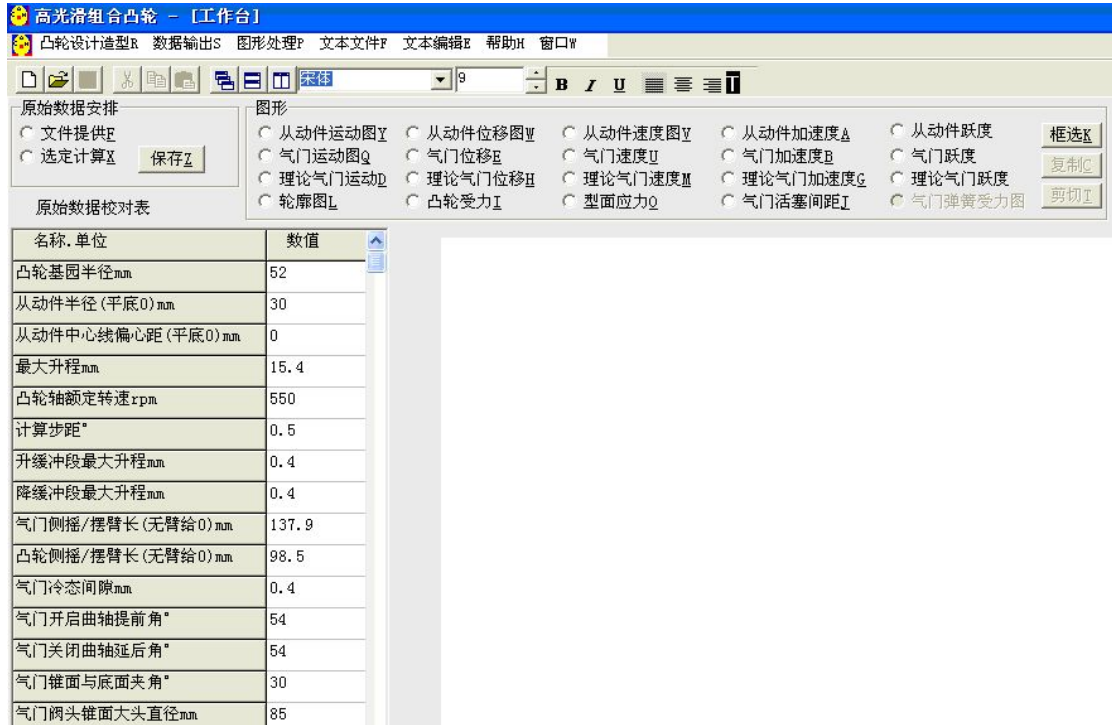 高光滑组合凸轮 - [工作台]
凸轮设计造型R 数据输出S 图形处理P 文本文件F 文本编辑E 帮助H 窗口W
宋体 9 B I U T
原始数据安排 图形
文件提供F 从动件运动图Y 从动件位移图W 从动件速度图V 从动件加速度A 从动件跃度 框选K
选定计算X 保存Z 气门运动图Q 气门位移E 气门速度U 气门加速度B 气门跃度 复制C
理论气门运动D 理论气门位移H 理论气门速度M 理论气门加速度G 理论气门跃度
原始数据校对表 轮廓图L 凸轮受力I 型面应力O 气门活塞间距J 气门弹簧受力图 剪切T
名称.单位 数值
凸轮基园半径mm 52
从动件半径(平底0)mm 30
从动件中心线偏心距(平底0)mm 0
最大升程mm 15.4
凸轮轴额定转速rpm 550
计算步距° 0.5
升缓冲段最大升程mm 0.4
降缓冲段最大升程mm 0.4
气门侧摇/摆臂长(无臂给0)mm 137.9
凸轮侧摇/摆臂长(无臂给0)mm 98.5
气门冷态间隙mm 0.4
气门开启曲轴提前角° 54
气门关闭曲轴延后角° 54
气门锥面与底面夹角° 30
气门阀头锥面大头直径mm 85